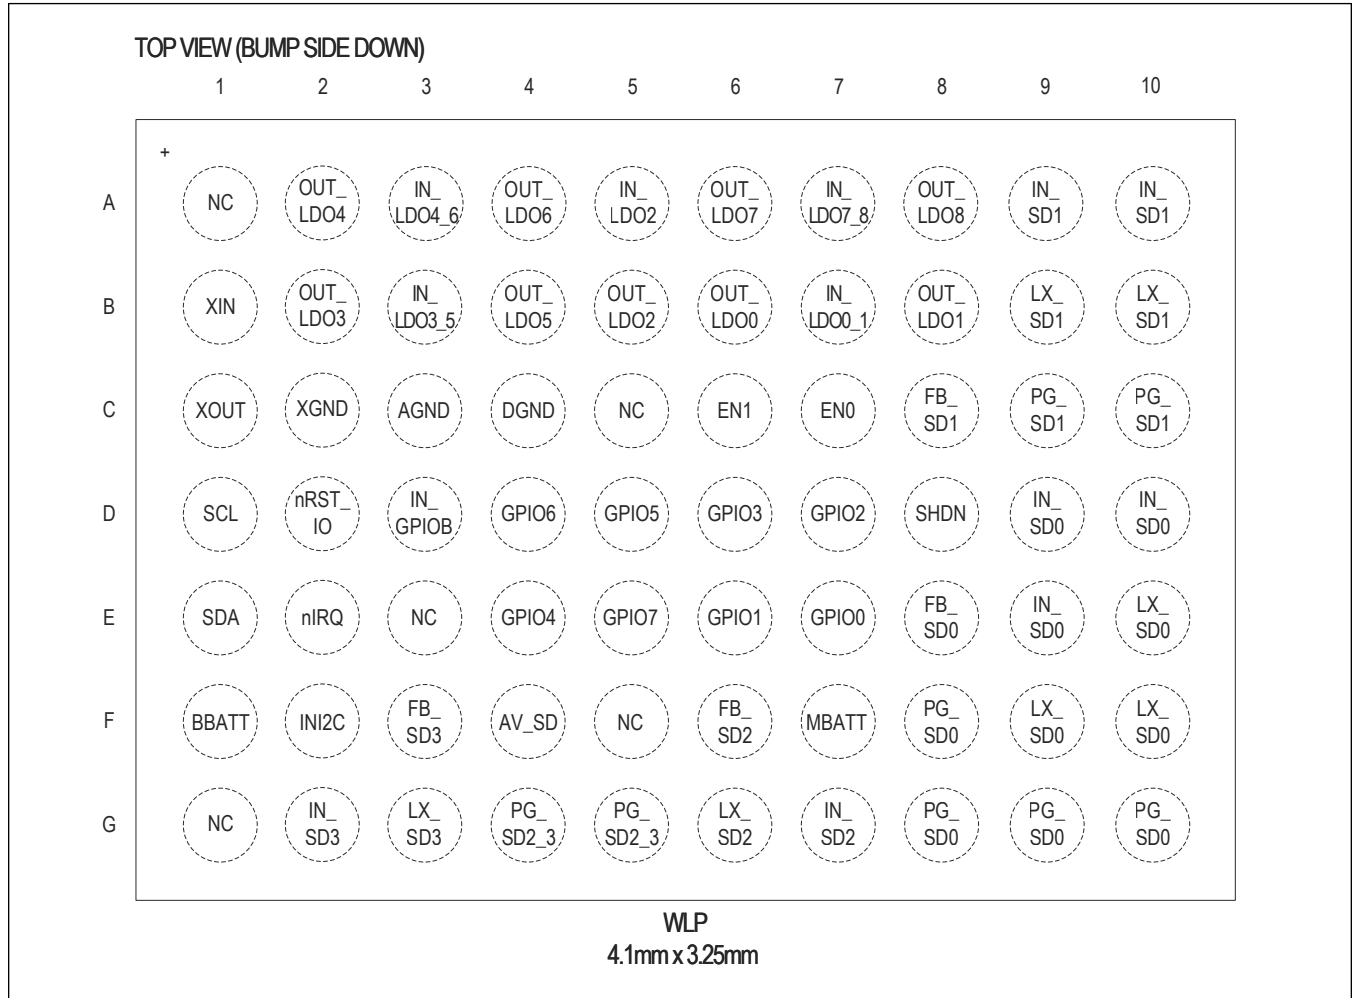 TOP VIEW (BUMP SIDE DOWN)
1 2 3 4 5 6 7 8 9 10
+
A NC OUT_ IN_ OUT_ IN_ OUT_ IN_ OUT_ IN_ IN_
LDO4 LDO4_6 LDO6 LDO2 LDO7 LDO7_8 LDO8 SD1 SD1
B XIN OUT_ IN_ OUT_ OUT_ OUT_ IN_ OUT_ LX_ LX_
LDO3 LDO3_5 LDO5 LDO2 LDO0 LDO0_1 LDO1 SD1 SD1
C XOUT XGND AGND DGND NC EN1 EN0 FB_ PG_ PG_
SD1 SD1 SD1
D SCL nRST_ IN_ GPIO6 GPIO5 GPIO3 GPIO2 SHDN IN_ IN_
IO GPIOB SD0 SD0
E SDA nIRQ NC GPIO4 GPIO7 GPIO1 GPIO0 FB_ IN_ LX_
SD0 SD0 SD0
F BBATT INI2C FB_ AV_SD NC FB_ MBATT PG_ LX_ LX_
SD3 SD2 SD0 SD0 SD0
G NC IN_ LX_ PG_ PG_ LX_ IN_ PG_ PG_ PG_
SD3 SD3 SD2_3 SD2_3 SD2 SD2 SD0 SD0 SD0
WLP
4.1mm x 3.25mm